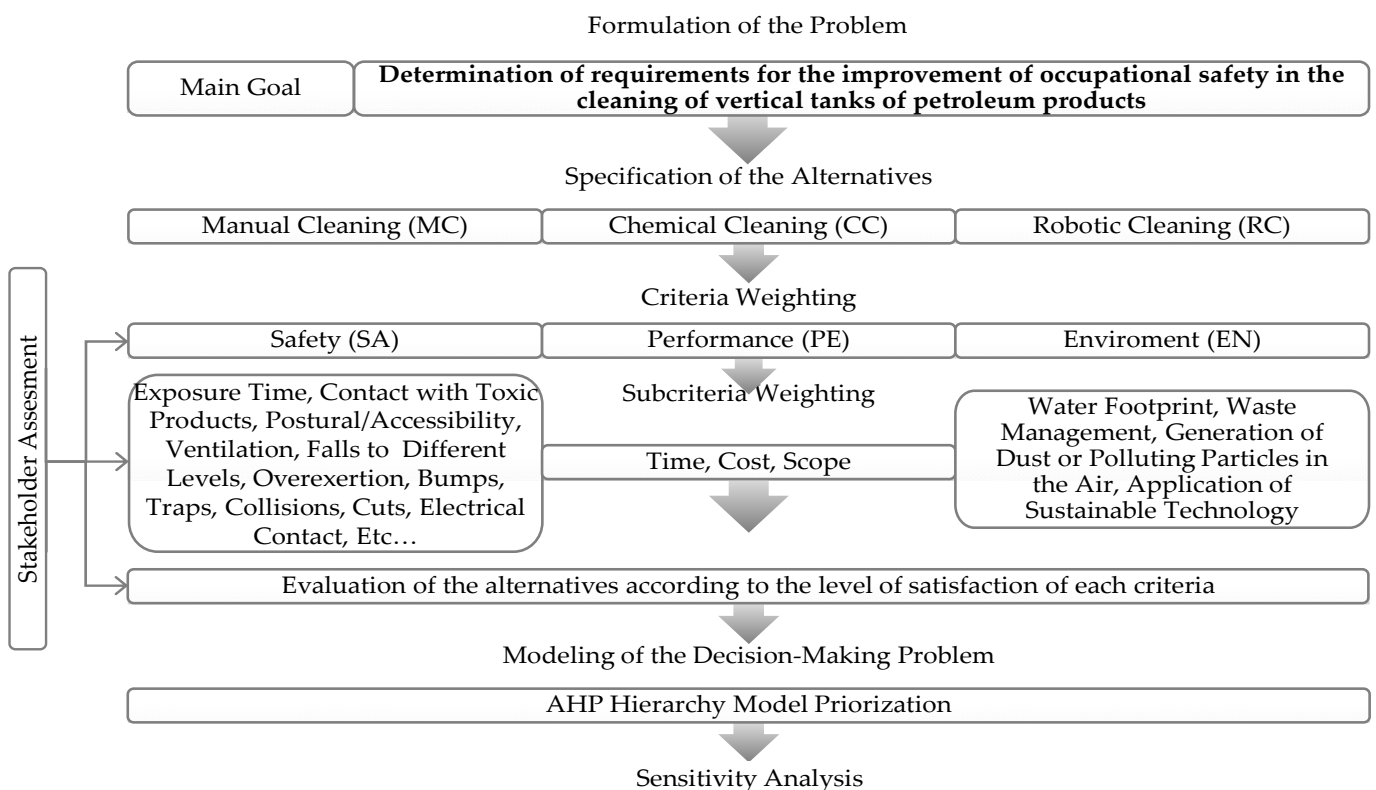 Formulation of the Problem
Main Goal
Determination of requirements for the improvement of occupational safety in the
cleaning of vertical tanks of petroleum products
Specification of the Alternatives
Manual Cleaning (MC)
Chemical Cleaning (CC)
Robotic Cleaning (RC)
Criteria Weighting
Stakeholder Assesment
Safety (SA)
Performance (PE)
Enviroment (EN)
Subcriteria Weighting
Exposure Time, Contact with Toxic
Products, Postural/Accessibility,
Ventilation, Falls to Different
Levels, Overexertion, Bumps,
Traps, Collisions, Cuts, Electrical
Contact, Etc…
Time, Cost, Scope
Water Footprint, Waste
Management, Generation of
Dust or Polluting Particles in
the Air, Application of
Sustainable Technology
Evaluation of the alternatives according to the level of satisfaction of each criteria
Modeling of the Decision-Making Problem
AHP Hierarchy Model Priorization
Sensitivity Analysis